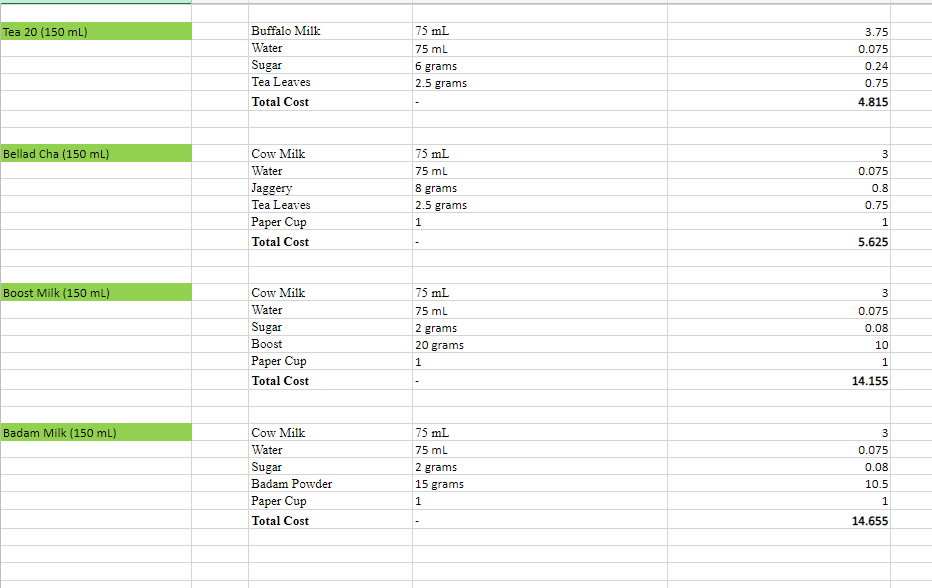 Tea 20 (150 mL) Buffalo Milk 75 mL 3.75
Water 75 mL 0.075
Sugar 6 grams 0.24
Tea Leaves 2.5 grams 0.75
Total Cost - 4.815
Bellad Cha (150 mL) Cow Milk 75 mL 3
Water 75 mL 0.075
Jaggery 8 grams 0.8
Tea Leaves 2.5 grams 0.75
Paper Cup 1 1
Total Cost - 5.625
Boost Milk (150 mL) Cow Milk 75 mL 3
Water 75 mL 0.075
Sugar 2 grams 0.08
Boost 20 grams 10
Paper Cup 1 1
Total Cost - 14.155
Badam Milk (150 mL) Cow Milk 75 mL 3
Water 75 mL 0.075
Sugar 2 grams 0.08
Badam Powder 15 grams 10.5
Paper Cup 1 1
Total Cost - 14.655